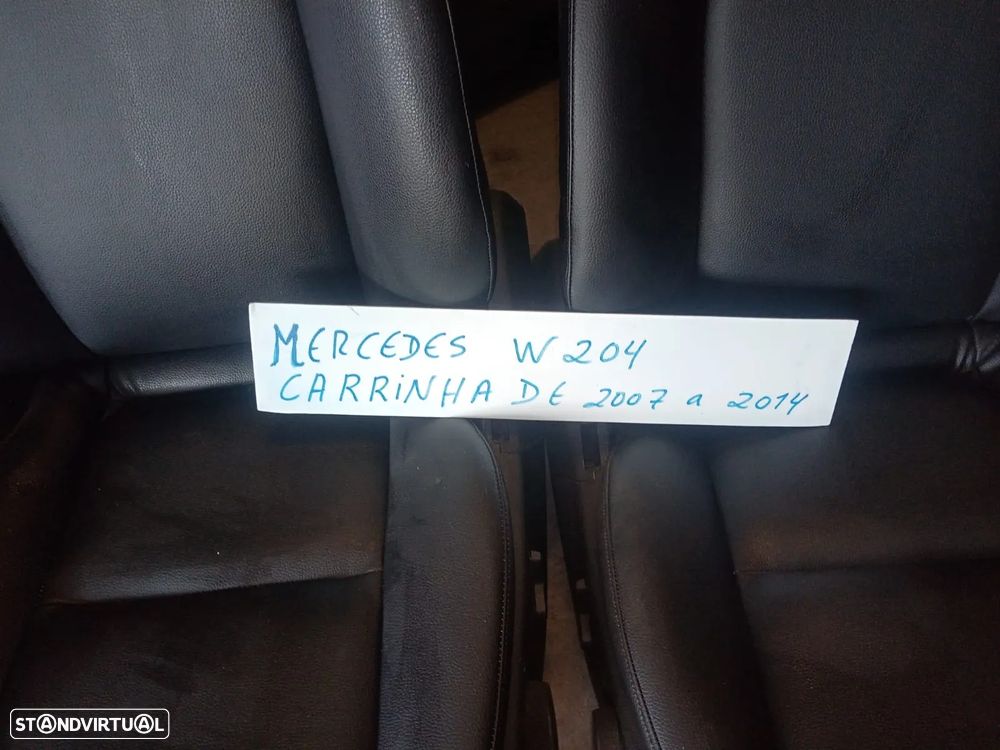 MERCEDES W204
CARRiNHA DE 2007 a 2014
STANDVIRTUAL